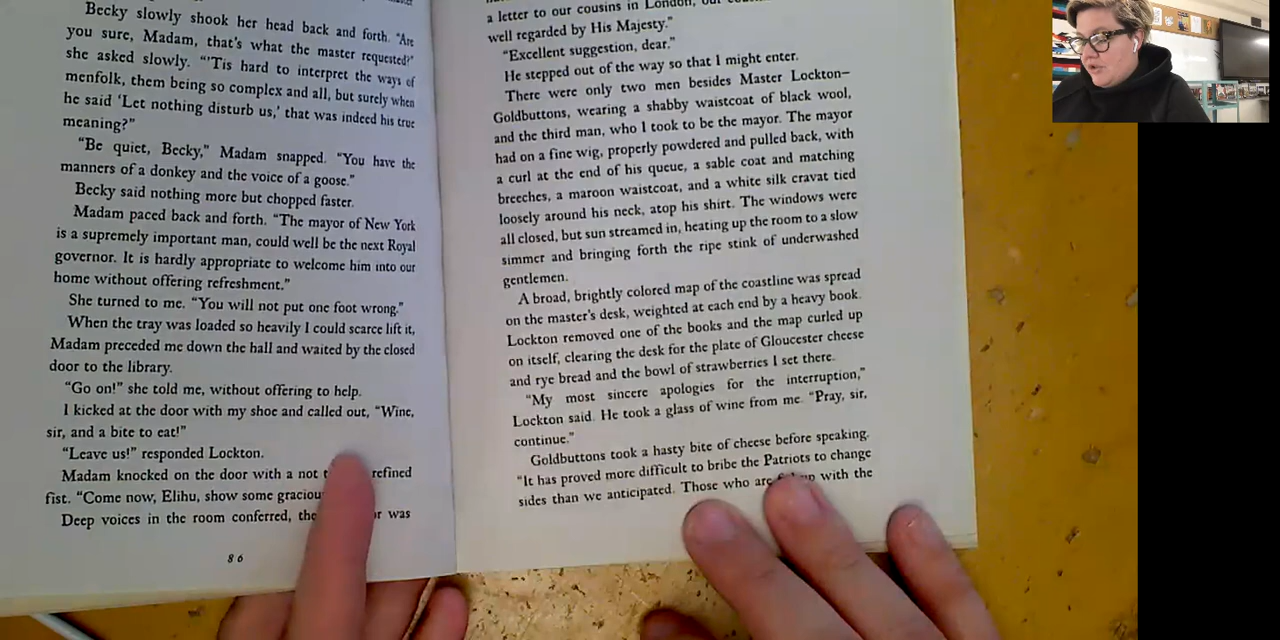 Becky slowly shook her head back and forth. "Are
you sure, Madam, that's what the master requested?"
she asked slowly. "'Tis hard to interpret the ways of
menfolk, them being so complex and all, but surely when
he said 'Let nothing disturb us,' that was indeed his true
meaning?"
"Be quiet, Becky," Madam snapped. "You have the
manners of a donkey and the voice of a goose."
Becky said nothing more but chopped faster.
Madam paced back and forth. "The mayor of New York
is a supremely important man, could well be the next Royal
governor. It is hardly appropriate to welcome him into our
home without offering refreshment."
She turned to me. "You will not put one foot wrong."
When the tray was loaded so heavily I could scarce lift it,
Madam preceded me down the hall and waited by the closed
door to the library.
"Go on!" she told me, without offering to help.
I kicked at the door with my shoe and called out, "Wine,
sir, and a bite to eat!"
"Leave us!" responded Lockton.
Madam knocked on the door with a not refined
fist. "Come now, Elihu, show some
Deep voices in the room conferred, was
86
a letter to our cousins in London, our
well regarded by His Majesty."
"Excellent suggestion, dear."
He stepped out of the way so that I might enter.
There were only two men besides Master Lockton—
Goldbuttons, wearing a shabby waistcoat of black wool,
and the third man, who I took to be the mayor. The mayor
had on a fine wig, properly powdered and pulled back, with
a curl at the end of his queue, a sable coat and matching
breeches, a maroon waistcoat, and a white silk cravat tied
loosely around his neck, atop his shirt. The windows were
all closed, but sun streamed in, heating up the room to a slow
simmer and bringing forth the ripe stink of underwashed
gentlemen.
A broad, brightly colored map of the coastline was spread
on the master's desk, weighted at each end by a heavy book.
Lockton removed one of the books and the map curled up
on itself, clearing the desk for the plate of Gloucester cheese
and rye bread and the bowl of strawberries I set there.
"My most sincere apologies for the interruption,"
Lockton said. He took a glass of wine from me. "Pray, sir,
continue."
Goldbuttons took a hasty bite of cheese before speaking.
"It has proved more difficult to bribe the Patriots to change
sides than we anticipated. Those who are with the